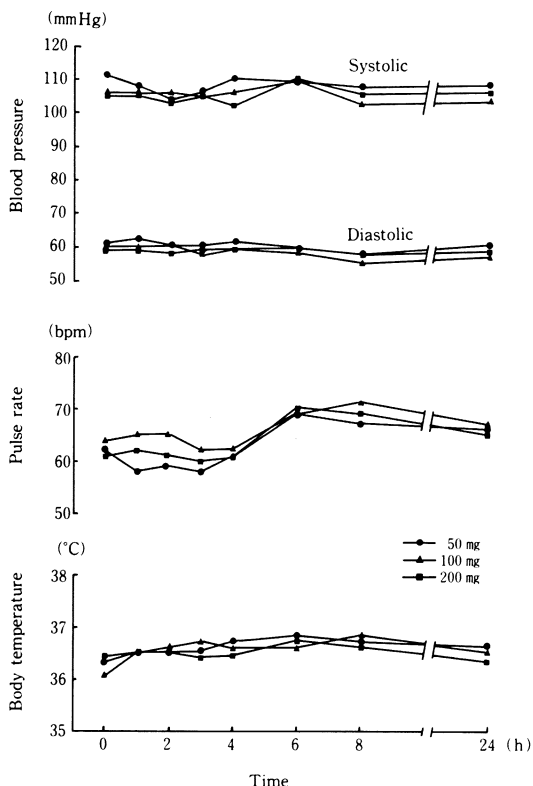 (mmHg)
120
110
100
90
80
70
60
50
Blood pressure
Systolic
Diastolic
(bpm)
80
70
60
50
Pulse rate
(°C)
38
37
36
35
Body temperature
50 mg
100 mg
200 mg
0 2 4 6 8 24 (h)
Time